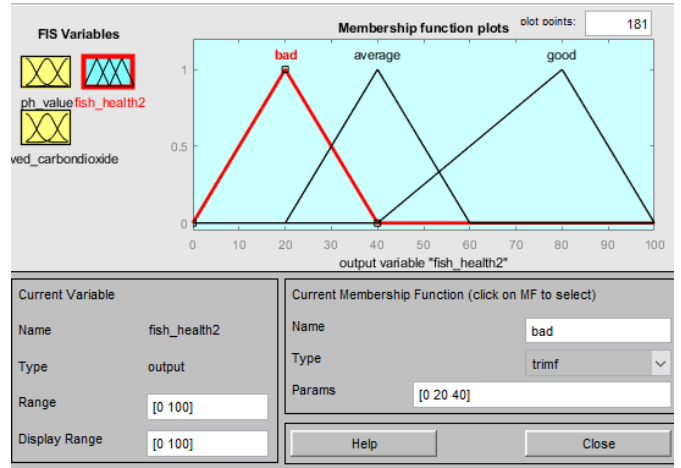 FIS Variables
Membership function plots
plot points:
181
ph_value
fish_health2
ved_carbondioxide
bad
average
good
1
0.5
0
0 10 20 30 40 50 60 70 80 90 100
output variable "fish_health2"
Current Variable
Name fish_health2
Type output
Range [0 100]
Display Range [0 100]
Current Membership Function (click on MF to select)
Name bad
Type trimf
Params [0 20 40]
Help
Close